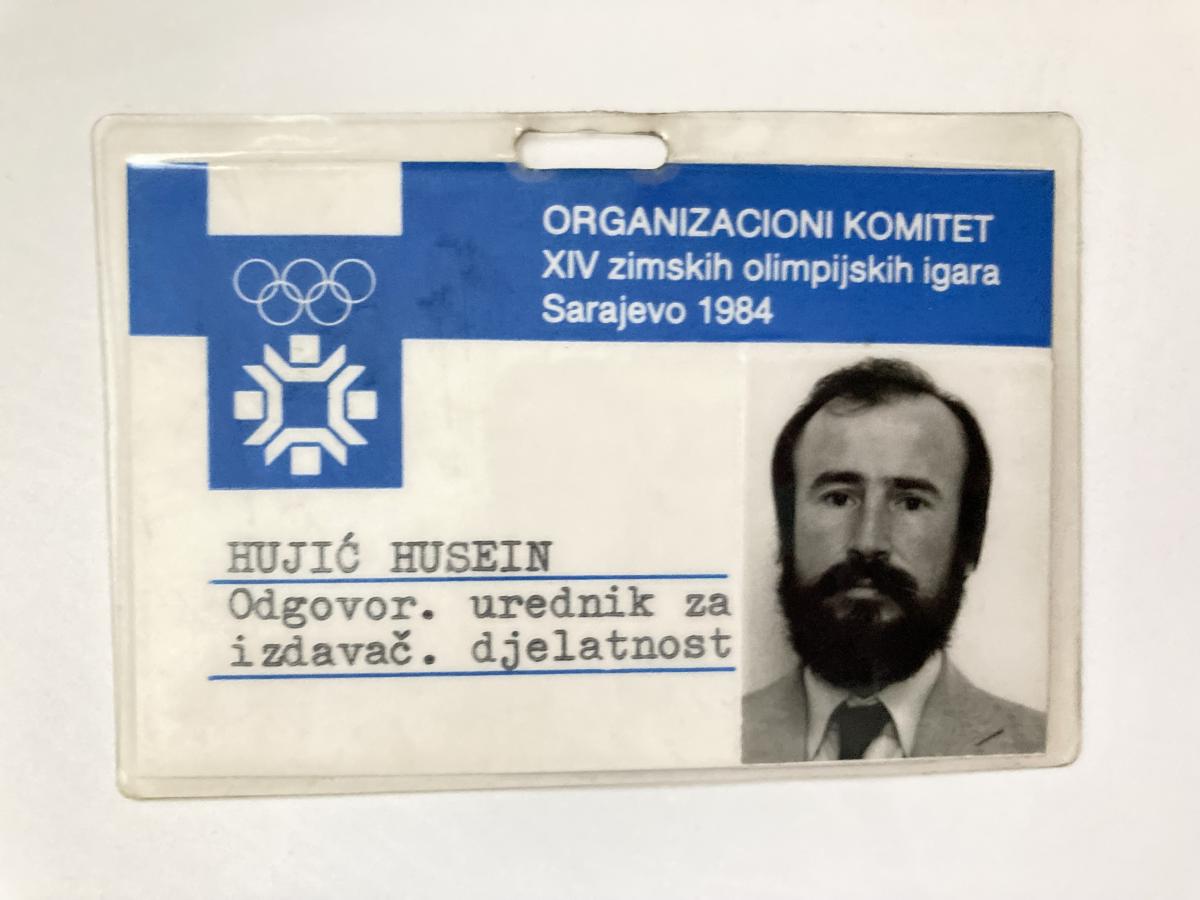 ORGANIZACIONI KOMITET
XIV zimskih olimpijskih igara
Sarajevo 1984
HUJIĆ HUSEIN
Odgovor. urednik za
izdavač. djelatnost